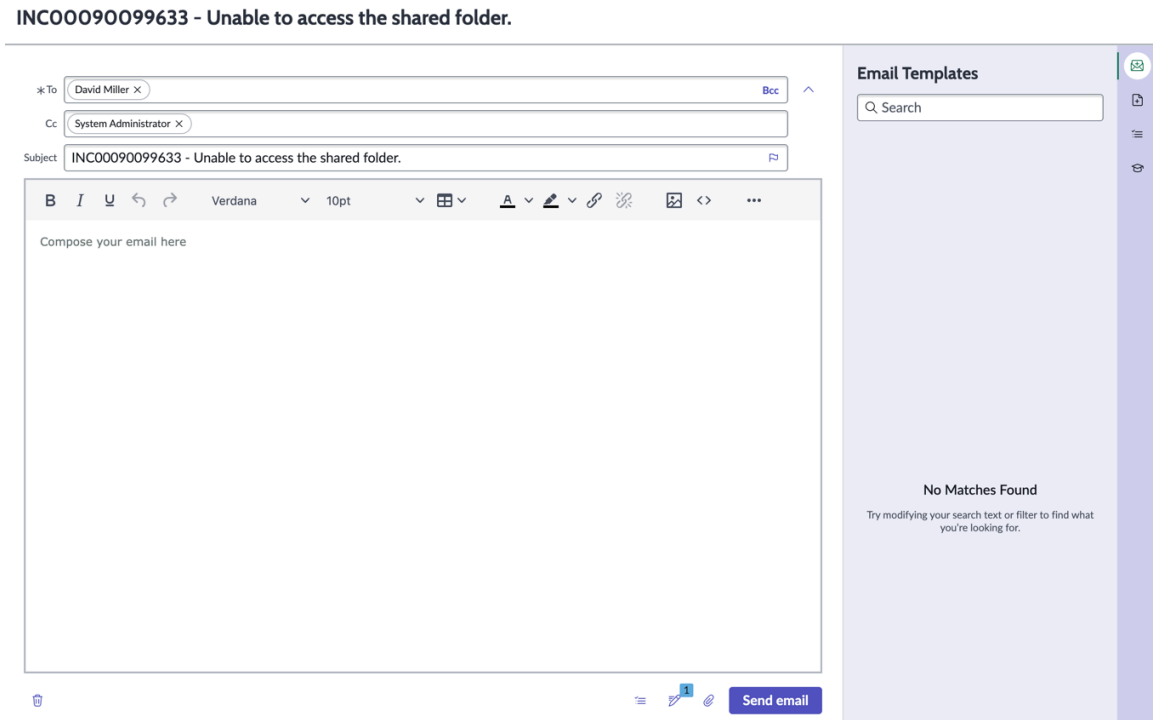 INC00090099633 - Unable to access the shared folder.
Email Templates
To David Miller Bcc
Search
Cc System Administrator
Subject INC00090099633 - Unable to access the shared folder.
B I U Verdana 10pt A
Compose your email here
No Matches Found
Try modifying your search text or filter to find what
you're looking for.
1
Send email